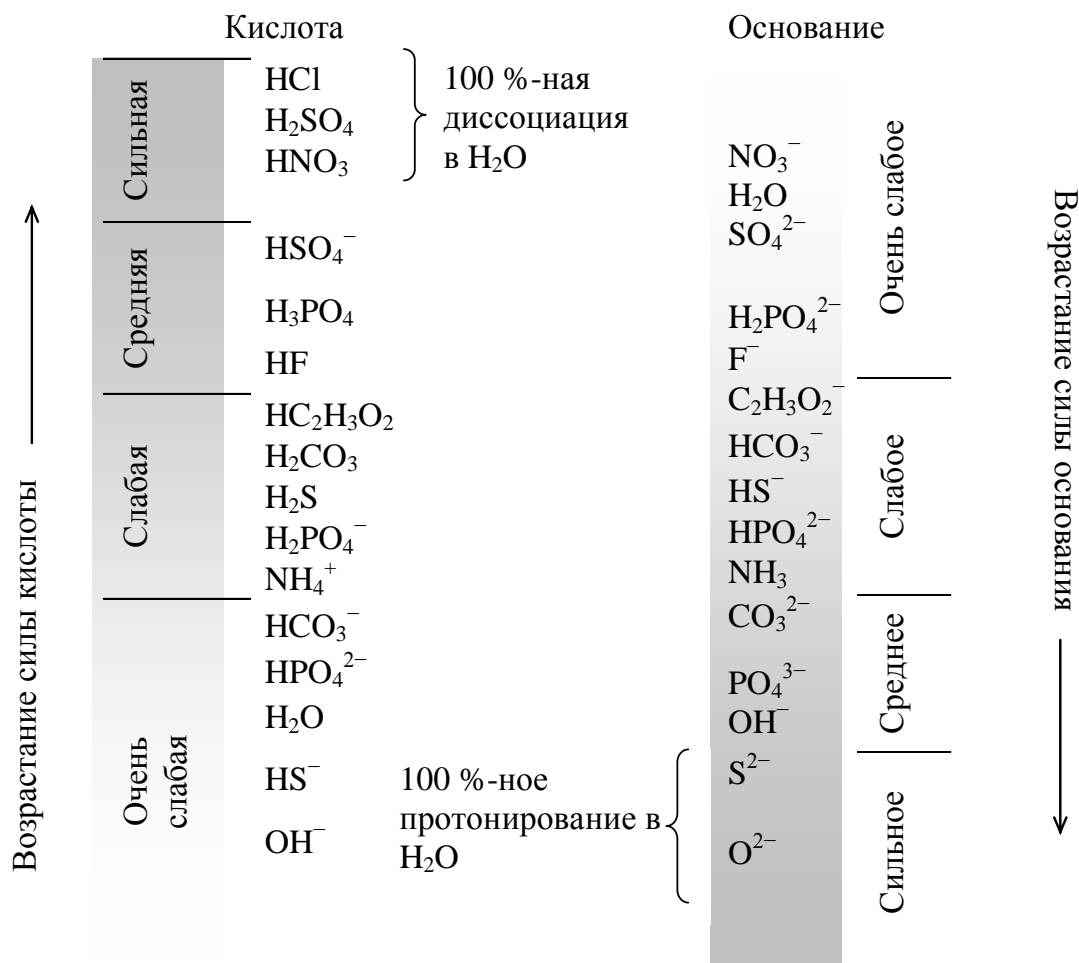 Кислота
Основание
Возрастание силы кислоты
Сильная
HCl
H₂SO₄
HNO₃
100 %-ная
диссоциация
в H₂O
Средняя
HSO₄⁻
H₃PO₄
HF
Слабая
HC₂H₃O₂
H₂CO₃
H₂S
H₂PO₄⁻
NH₄⁺
Очень
слабая
HCO₃⁻
HPO₄²⁻
H₂O
HS⁻
OH⁻
100 %-ное
протонирование в
H₂O
NO₃⁻
H₂O
SO₄²⁻
H₂PO₄²⁻
F⁻
Очень слабое
C₂H₃O₂⁻
HCO₃⁻
HS⁻
HPO₄²⁻
NH₃
Слабое
CO₃²⁻
PO₄³⁻
OH⁻
Среднее
S²⁻
O²⁻
Сильное
Возрастание силы основания